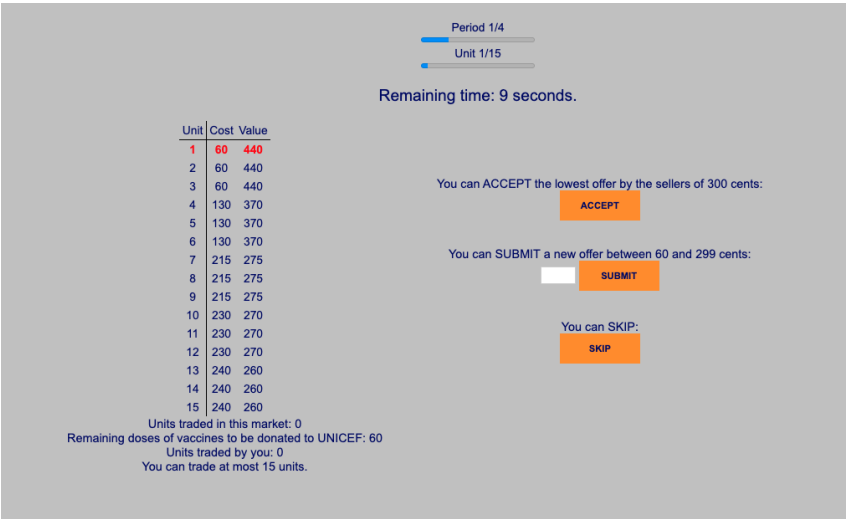 Period 1/4
Unit 1/15
Remaining time: 9 seconds.
Unit Cost Value
1 60 440
2 60 440
3 60 440
4 130 370
5 130 370
6 130 370
7 215 275
8 215 275
9 215 275
10 230 270
11 230 270
12 230 270
13 240 260
14 240 260
15 240 260
Units traded in this market: 0
Remaining doses of vaccines to be donated to UNICEF: 60
Units traded by you: 0
You can trade at most 15 units.
You can ACCEPT the lowest offer by the sellers of 300 cents:
ACCEPT
You can SUBMIT a new offer between 60 and 299 cents:
SUBMIT
You can SKIP:
SKIP